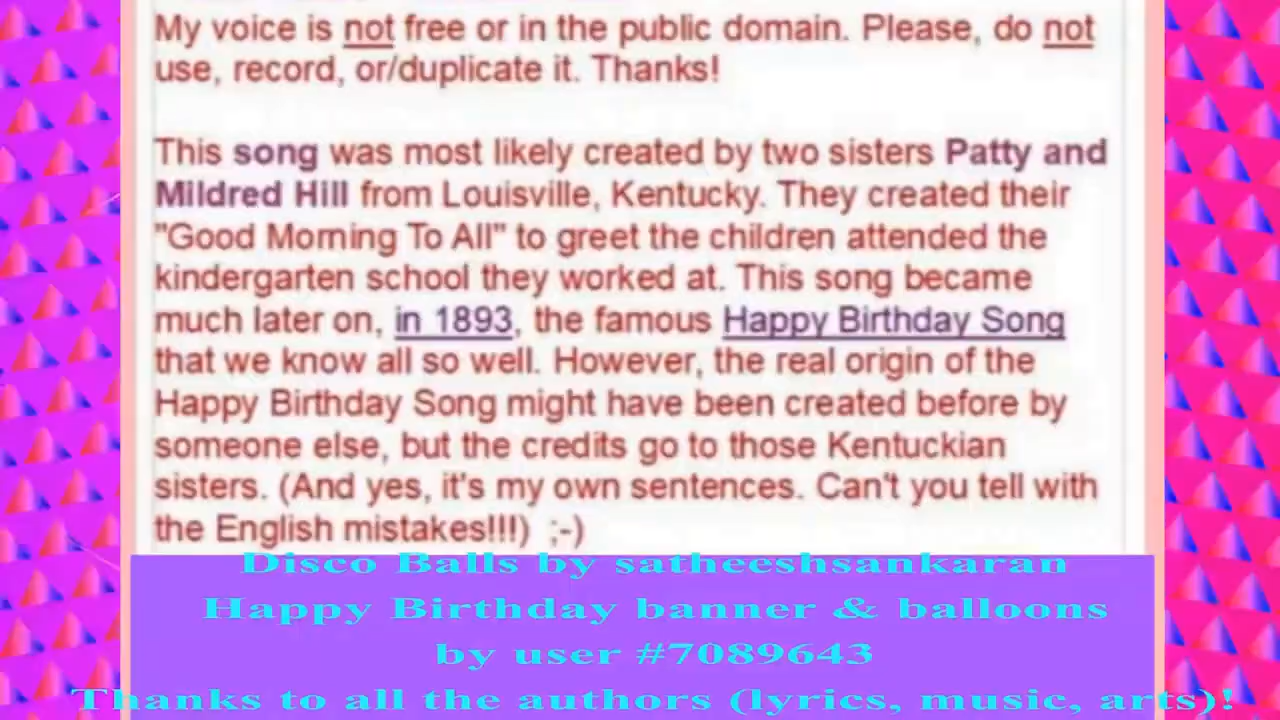 My voice is not free or in the public domain. Please, do not
use, record, or/duplicate it. Thanks!
This song was most likely created by two sisters Patty and
Mildred Hill from Louisville, Kentucky. They created their
"Good Morning To All" to greet the children attended the
kindergarten school they worked at. This song became
much later on, in 1893, the famous Happy Birthday Song
that we know all so well. However, the real origin of the
Happy Birthday Song might have been created before by
someone else, but the credits go to those Kentuckian
sisters. (And yes, it's my own sentences. Can't you tell with
the English mistakes!!!) ;-)
Disco Balls by satheeshsankaran
Happy Birthday banner & balloons
by user #7089643
Thanks to all the authors (lyrics, music, arts)!